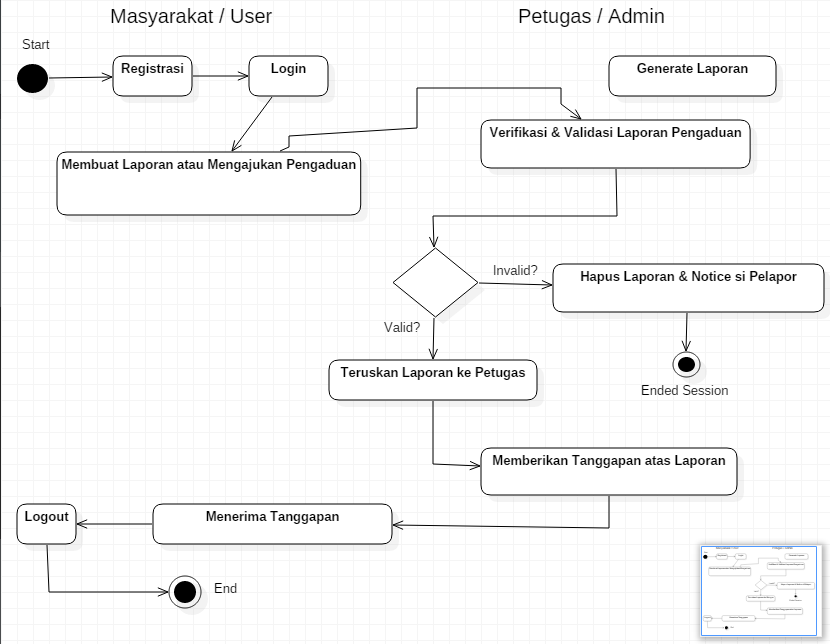 Masyarakat / User
Petugas / Admin
Start
Registrasi
Login
Generate Laporan
Verifikasi & Validasi Laporan Pengaduan
Membuat Laporan atau Mengajukan Pengaduan
Invalid?
Hapus Laporan & Notice si Pelapor
Valid?
Teruskan Laporan ke Petugas
Ended Session
Memberikan Tanggapan atas Laporan
Logout
Menerima Tanggapan
End